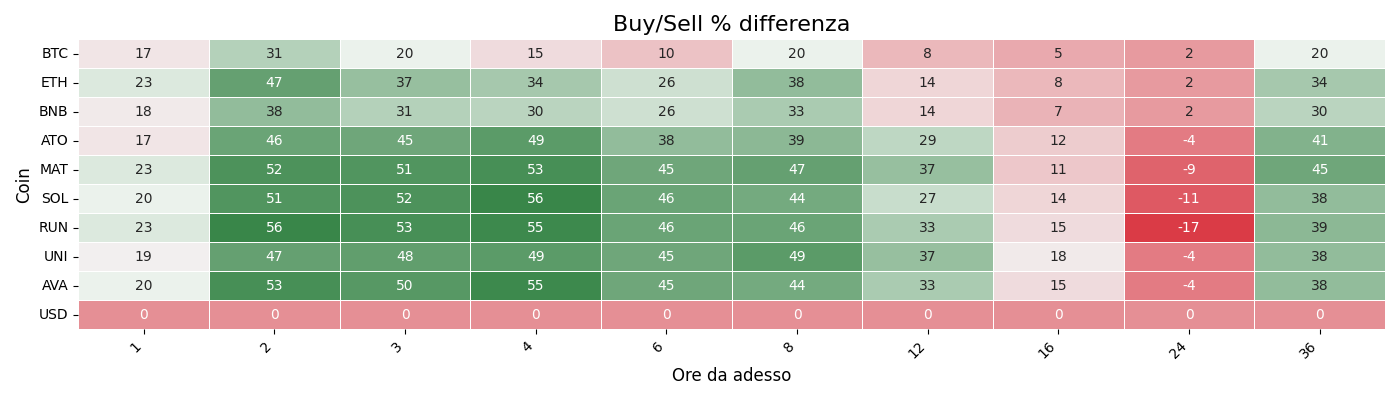 Buy/Sell % differenza
Coin
BTC 17 31 20 15 10 20 8 5 2 20
ETH 23 47 37 34 26 38 14 8 2 34
BNB 18 38 31 30 26 33 14 7 2 30
ATO 17 46 45 49 38 39 29 12 -4 41
MAT 23 52 51 53 45 47 37 11 -9 45
SOL 20 51 52 56 46 44 27 14 -11 38
RUN 23 56 53 55 46 46 33 15 -17 39
UNI 19 47 48 49 45 49 37 18 -4 38
AVA 20 53 50 55 45 44 33 15 -4 38
USD 0 0 0 0 0 0 0 0 0 0
1 2 3 4 6 8 12 16 24 36
Ore da adesso